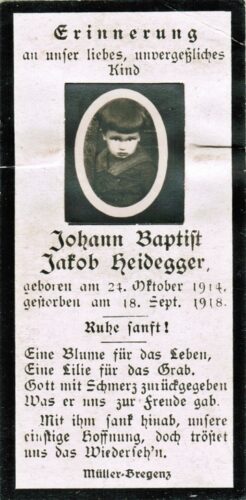 Erinnerung
an unser liebes, unvergeßliches
Kind
Johann Baptist
Jakob Heidegger,
geboren am 24. Oktober 1914,
gestorben am 18. Sept. 1918.
Ruhe sanft!
Eine Blume für das Leben,
Eine Lilie für das Grab.
Gott mit Schmerz zurückgegeben
Was er uns zur Freude gab.
Mit ihm sank hinab, unsere
einstige Hoffnung, doch tröstet
uns das Wiederseh'n.
Müller-Bregenz